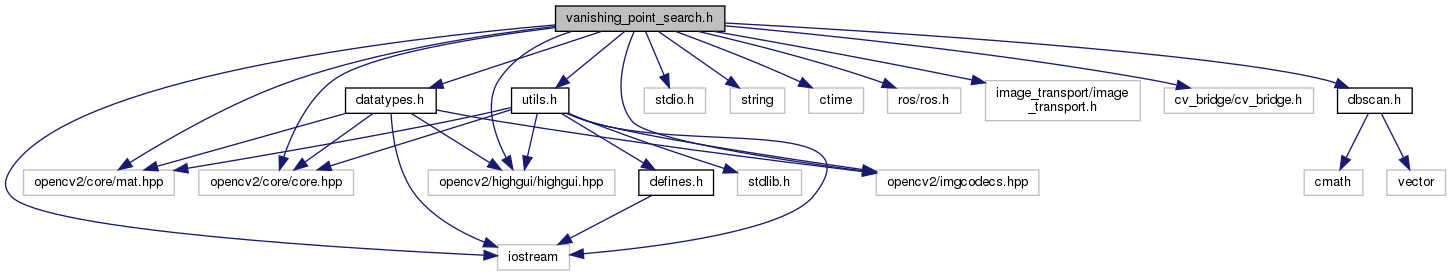 vanishing_point_search.h
datatypes.h
utils.h
stdio.h
string
ctime
ros/ros.h
image_transport/image
_transport.h
cv_bridge/cv_bridge.h
dbscan.h
opencv2/core/mat.hpp
opencv2/core/core.hpp
opencv2/highgui/highgui.hpp
defines.h
stdlib.h
opencv2/imgcodecs.hpp
cmath
vector
iostream